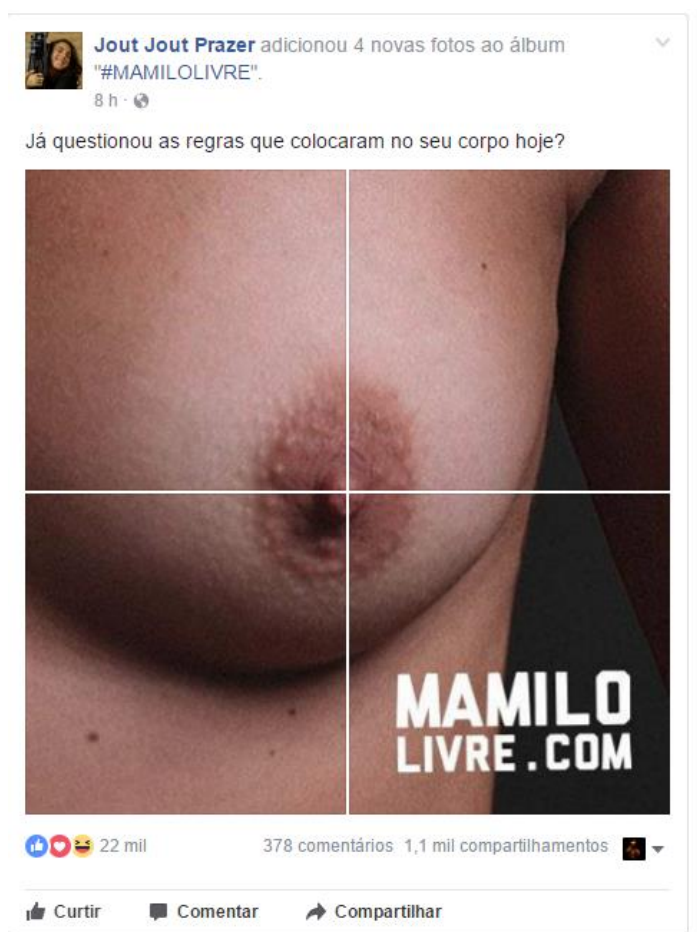 Jout Jout Prazer adicionou 4 novas fotos ao álbum
"#MAMILOLIVRE".
8 h ·
Já questionou as regras que colocaram no seu corpo hoje?
MAMILO
LIVRE.COM
22 mil 378 comentários 1,1 mil compartilhamentos
Curtir Comentar Compartilhar